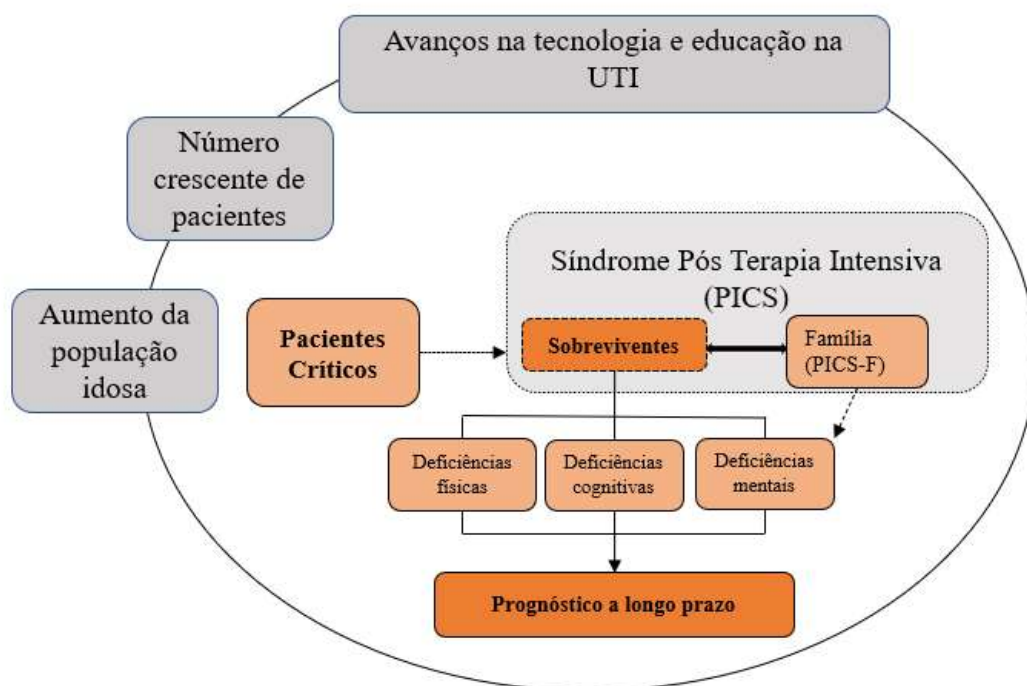 Avanços na tecnologia e educação na
UTI
Número
crescente de
pacientes
Aumento da
população
idosa
Síndrome Pós Terapia Intensiva
(PICS)
Pacientes
Críticos
Sobreviventes
Família
(PICS-F)
Deficiências
físicas
Deficiências
cognitivas
Deficiências
mentais
Prognóstico a longo prazo